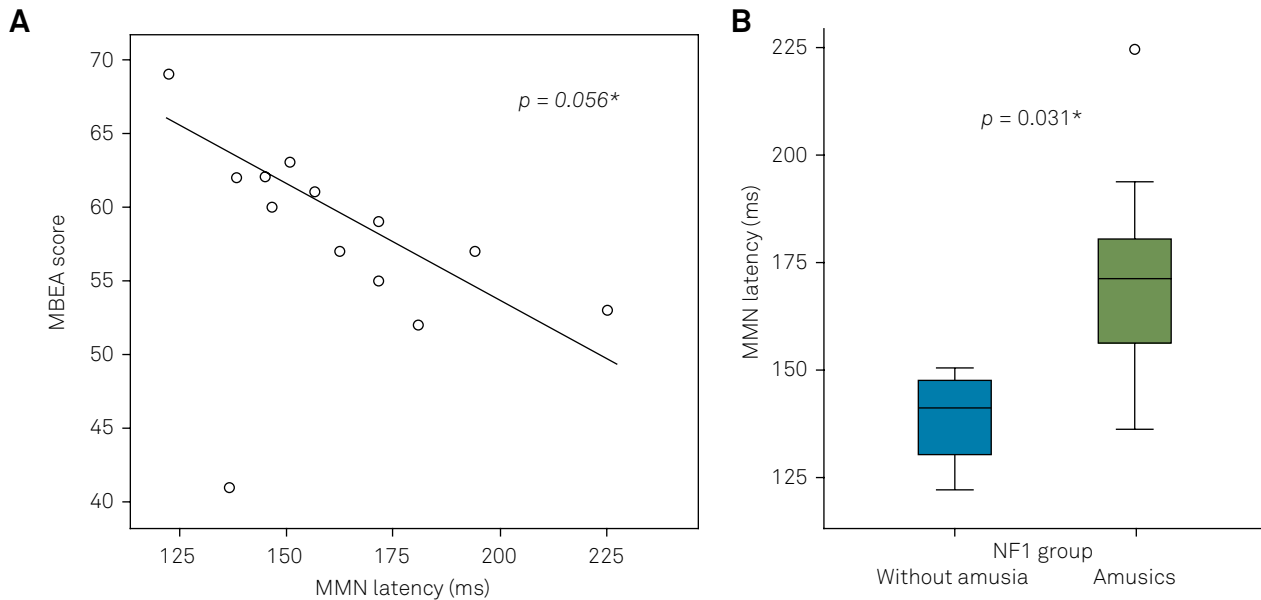 A
70
65
60
55
50
45
40
MBEA score
p = 0.056*
125 150 175 200 225
MMN latency (ms)
B
225
200
175
150
125
MMN latency (ms)
p = 0.031*
NF1 group
Without amusia Amusics